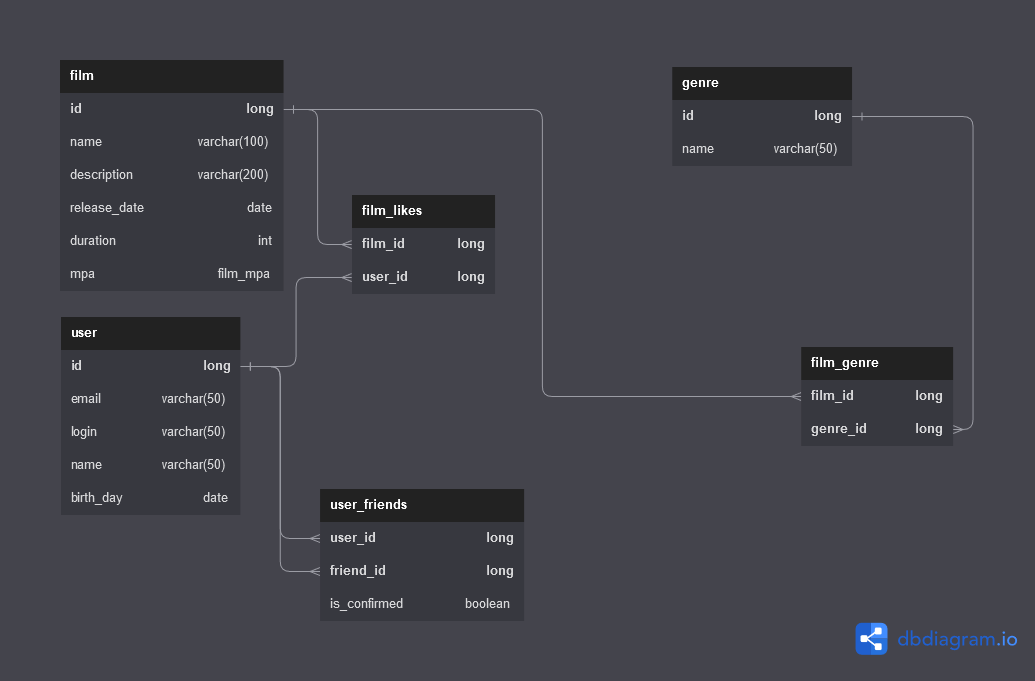 film
id long
name varchar(100)
description varchar(200)
release_date date
duration int
mpa film_mpa
genre
id long
name varchar(50)
film_likes
film_id long
user_id long
user
id long
email varchar(50)
login varchar(50)
name varchar(50)
birth_day date
film_genre
film_id long
genre_id long
user_friends
user_id long
friend_id long
is_confirmed boolean
dbdiagram.io